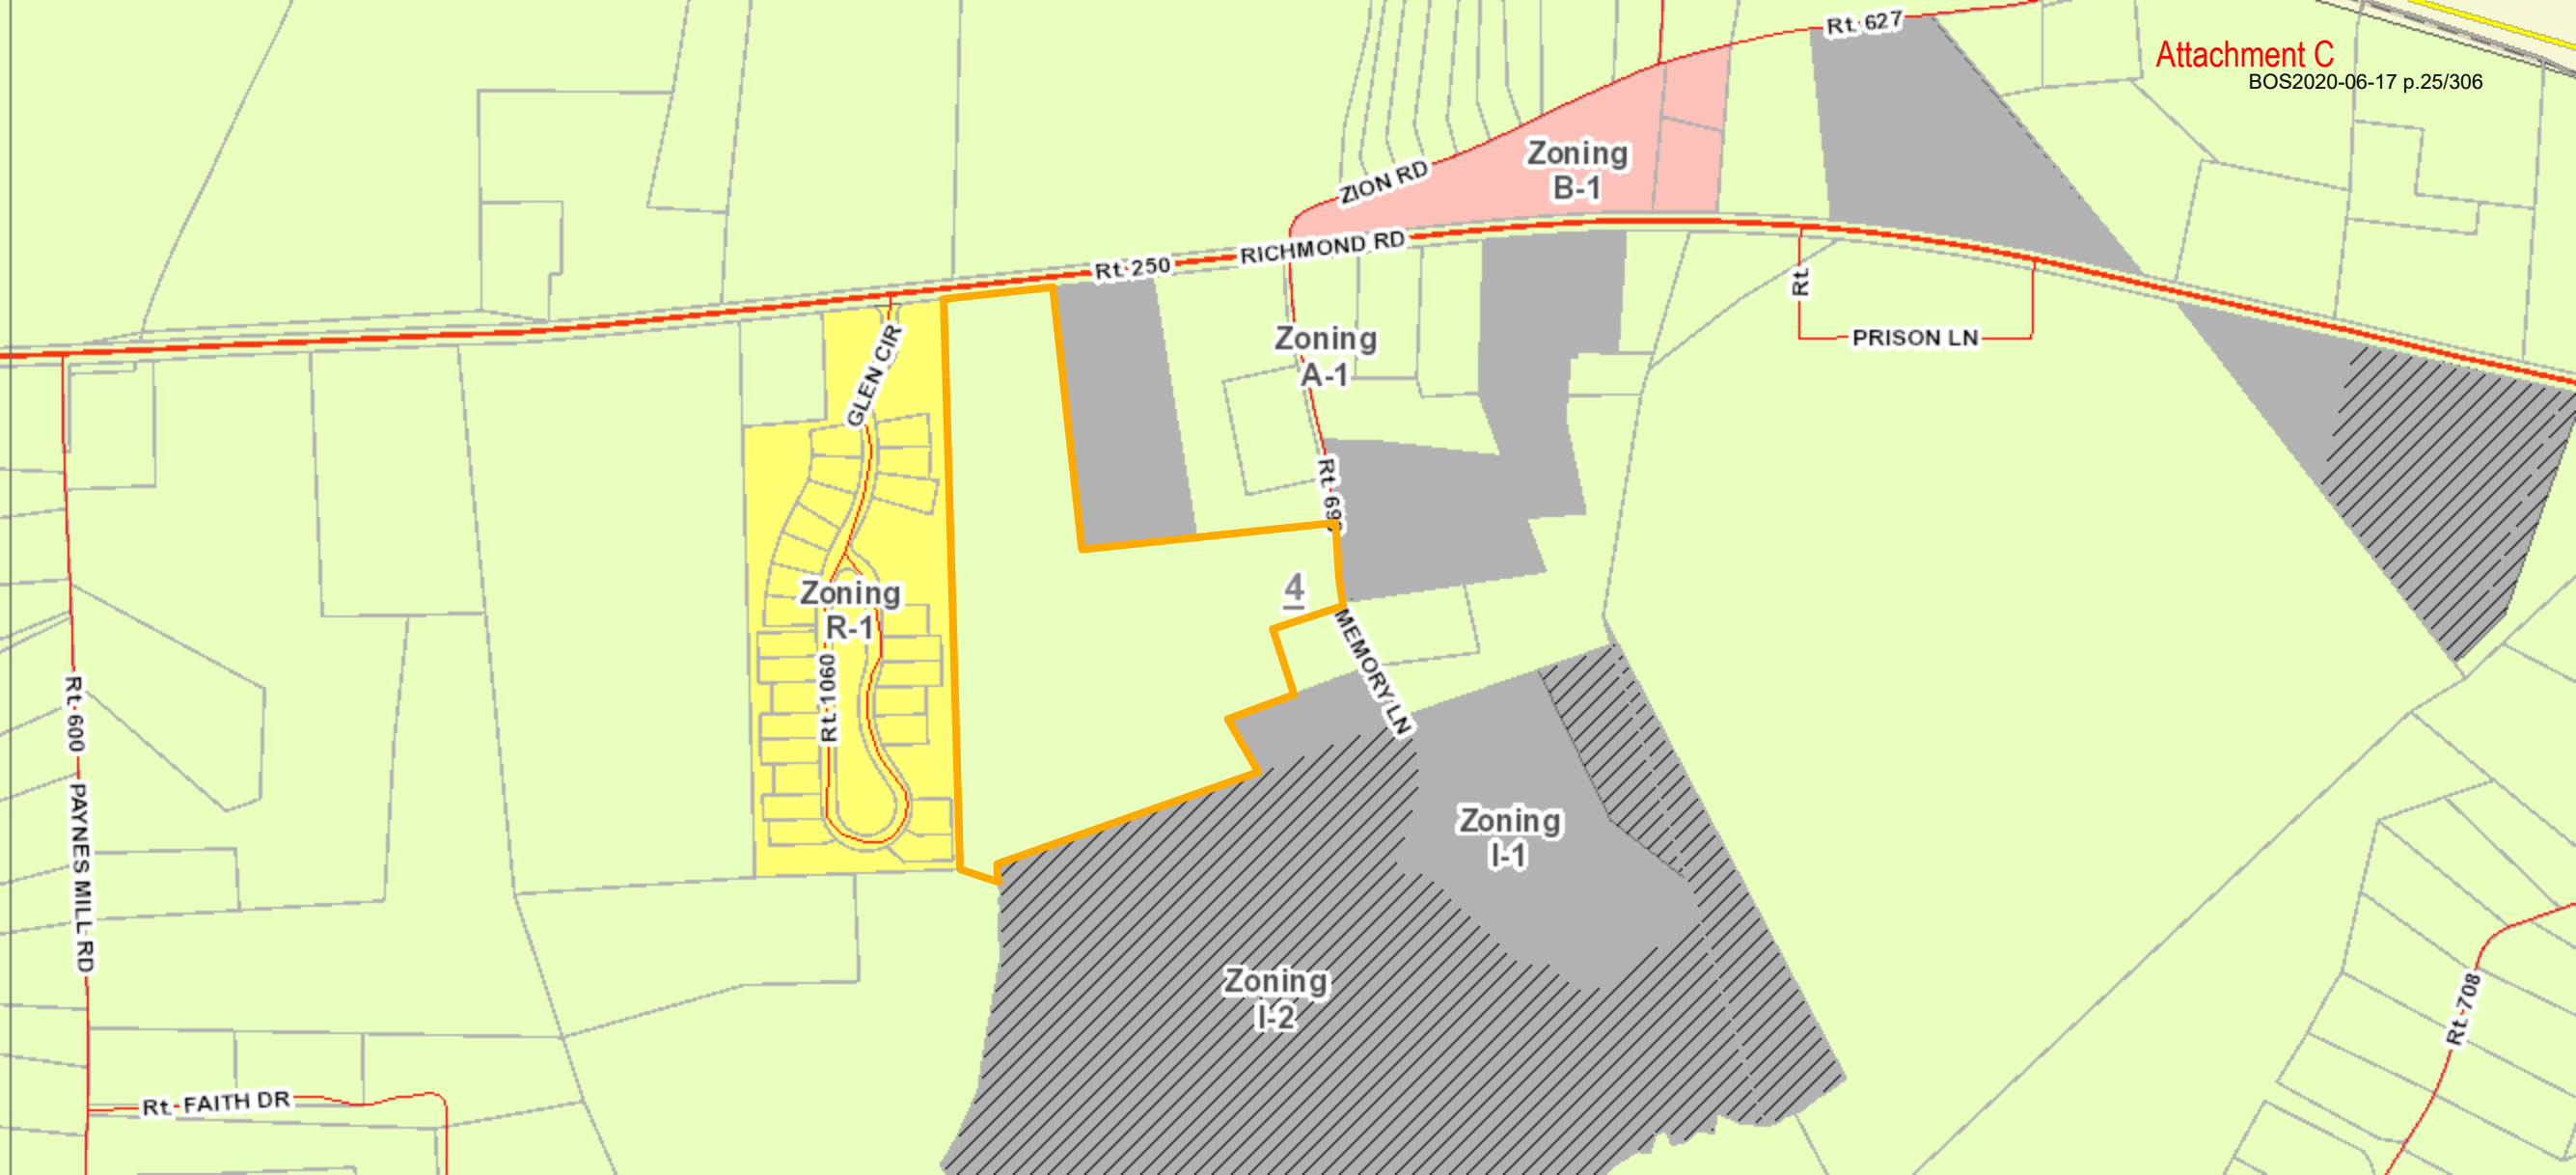 Rt 627
Attachment C
BOS2020-06-17 p.25/306
Zoning
B-1
ZION RD
RICHMOND RD
Rt 250
Rt
PRISON LN
GLEN CIR
Zoning
A-1
Rt 699
4
Zoning
R-1
MEMORY LN
Rt 1060
Rt 600
PAYNES MILL RD
Zoning
I-1
Zoning
I-2
Rt 708
Rt FAITH DR